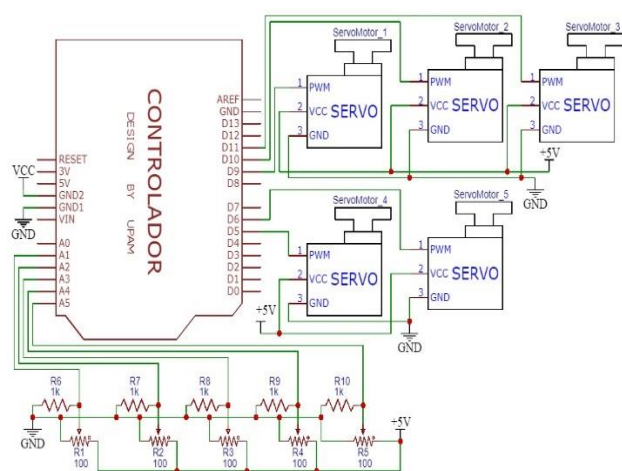 ServoMotor_1
ServoMotor_2
ServoMotor_3
1 PWM
2 VCC SERVO
3 GND
1 PWM
2 VCC SERVO
3 GND
1 PWM
2 VCC SERVO
3 GND
+5V
GND
CONTROLADOR
DESIGN BY UPAM
AREF
GND
D13
D12
D11
D10
D9
D8
D7
D6
D5
D4
D3
D2
D1
D0
RESET
3V
5V
GND2
GND1
VIN
A0
A1
A2
A3
A4
A5
VCC
GND
ServoMotor_4
ServoMotor_5
1 PWM
2 VCC SERVO
3 GND
1 PWM
2 VCC SERVO
3 GND
+5V
GND
R6
1k
R7
1k
R8
1k
R9
1k
R10
1k
GND
+5V
R1
100
R2
100
R3
100
R4
100
R5
100